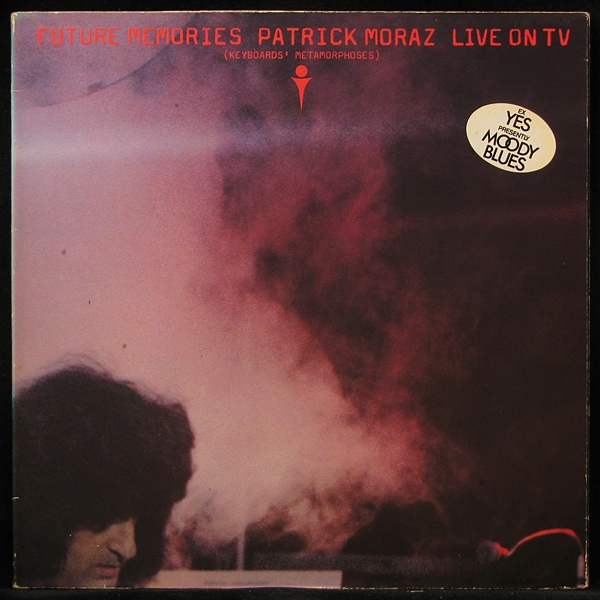 FUTURE MEMORIES PATRICK MORAZ LIVE ON TV
(KEYBOARDS' METAMORPHOSES)
EX
YES
PRESENTLY
MOODY
BLUES